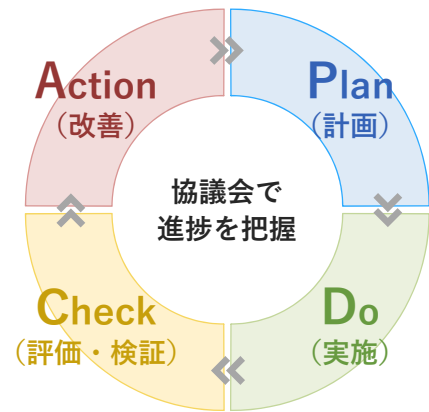 Action
（改善）
Plan
（計画）
協議会で
進捗を把握
Check
（評価・検証）
Do
（実施）